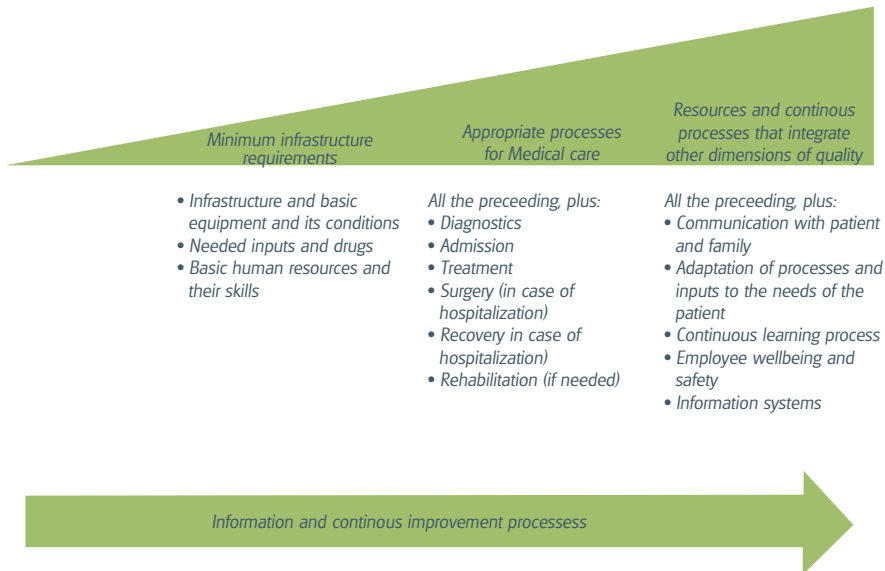 Minimum infrastructure
requirements
Appropriate processes
for Medical care
Resources and continous
processes that integrate
other dimensions of quality
• Infrastructure and basic
equipment and its conditions
• Needed inputs and drugs
• Basic human resources and
their skills
All the preceeding, plus:
• Diagnostics
• Admission
• Treatment
• Surgery (in case of
hospitalization)
• Recovery in case of
hospitalization)
• Rehabilitation (if needed)
All the preceeding, plus:
• Communication with patient
and family
• Adaptation of processes and
inputs to the needs of the
patient
• Continuous learning process
• Employee wellbeing and
safety
• Information systems
Information and continous improvement processess